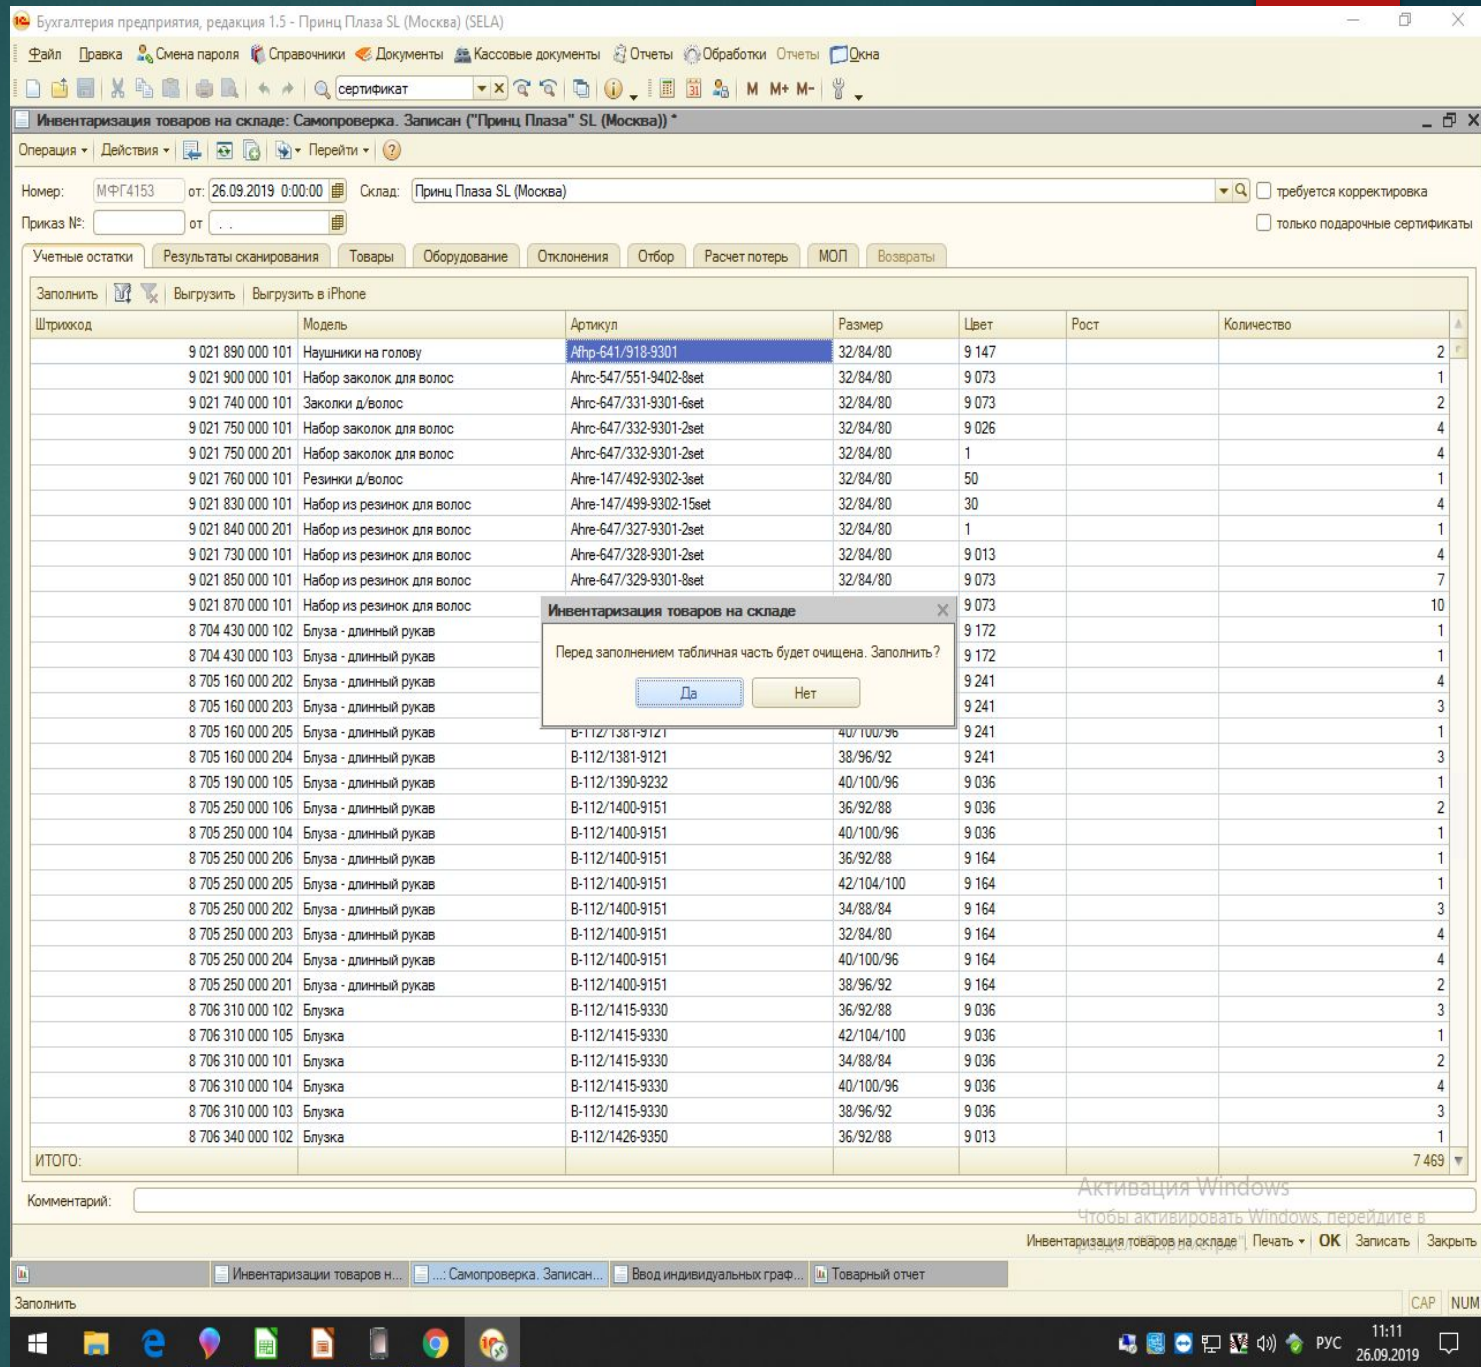 Бухгалтерия предприятия, редакция 1.5 - Принц Плаза SL (Москва) (SELA)
Файл Правка Смена пароля Справочники Документы Кассовые документы Отчеты Обработки Отчеты Окна
сертификат М М+ М-
Инвентаризация товаров на складе: Самопроверка. Записан ("Принц Плаза" SL (Москва)) *
Операция Действия Перейти
Номер: МФГ4153 от: 26.09.2019 0:00:00 Склад: Принц Плаза SL (Москва) требуется корректировка
Приказ №: от . . только подарочные сертификаты
Учетные остатки Результаты сканирования Товары Оборудование Отклонения Отбор Расчет потерь МОЛ Возвраты
Заполнить Выгрузить Выгрузить в iPhone
Штрихкод Модель Артикул Размер Цвет Рост Количество
9 021 890 000 101 Наушники на голову Afhp-641/918-9301 32/84/80 9 147 2
9 021 900 000 101 Набор заколок для волос Ahrc-547/551-9402-8set 32/84/80 9 073 1
9 021 740 000 101 Заколки д/волос Ahrc-647/331-9301-6set 32/84/80 9 073 2
9 021 750 000 101 Набор заколок для волос Ahrc-647/332-9301-2set 32/84/80 9 026 4
9 021 750 000 201 Набор заколок для волос Ahrc-647/332-9301-2set 32/84/80 1 4
9 021 760 000 101 Резинки д/волос Ahre-147/492-9302-3set 32/84/80 50 1
9 021 830 000 101 Набор из резинок для волос Ahre-147/499-9302-15set 32/84/80 30 4
9 021 840 000 201 Набор из резинок для волос Ahre-647/327-9301-2set 32/84/80 1 1
9 021 730 000 101 Набор из резинок для волос Ahre-647/328-9301-2set 32/84/80 9 013 4
9 021 850 000 101 Набор из резинок для волос Ahre-647/329-9301-8set 32/84/80 9 073 7
9 021 870 000 101 Набор из резинок для волос 9 073 10
8 704 430 000 102 Блуза - длинный рукав 9 172 1
8 704 430 000 103 Блуза - длинный рукав 9 172 1
8 705 160 000 202 Блуза - длинный рукав 9 241 4
8 705 160 000 203 Блуза - длинный рукав 9 241 3
8 705 160 000 205 Блуза - длинный рукав B-112/1381-9121 40/100/96 9 241 1
8 705 160 000 204 Блуза - длинный рукав B-112/1381-9121 38/96/92 9 241 3
8 705 190 000 105 Блуза - длинный рукав B-112/1390-9232 40/100/96 9 036 1
8 705 250 000 106 Блуза - длинный рукав B-112/1400-9151 36/92/88 9 036 2
8 705 250 000 104 Блуза - длинный рукав B-112/1400-9151 40/100/96 9 036 1
8 705 250 000 206 Блуза - длинный рукав B-112/1400-9151 36/92/88 9 164 1
8 705 250 000 205 Блуза - длинный рукав B-112/1400-9151 42/104/100 9 164 1
8 705 250 000 202 Блуза - длинный рукав B-112/1400-9151 34/88/84 9 164 3
8 705 250 000 203 Блуза - длинный рукав B-112/1400-9151 32/84/80 9 164 4
8 705 250 000 204 Блуза - длинный рукав B-112/1400-9151 40/100/96 9 164 4
8 705 250 000 201 Блуза - длинный рукав B-112/1400-9151 38/96/92 9 164 2
8 706 310 000 102 Блузка B-112/1415-9330 36/92/88 9 036 3
8 706 310 000 105 Блузка B-112/1415-9330 42/104/100 9 036 1
8 706 310 000 101 Блузка B-112/1415-9330 34/88/84 9 036 2
8 706 310 000 104 Блузка B-112/1415-9330 40/100/96 9 036 4
8 706 310 000 103 Блузка B-112/1415-9330 38/96/92 9 036 3
8 706 340 000 102 Блузка B-112/1426-9350 36/92/88 9 013 1
ИТОГО: 7 469
Инвентаризация товаров на складе
Перед заполнением табличная часть будет очищена. Заполнить?
Да Нет
Комментарий:
Активация Windows
Чтобы активировать Windows, перейдите в
раздел "Параметры".
Инвентаризация товаров на складе Печать OK Записать Закрыть
Инвентаризации товаров н... ...: Самопроверка. Записан... Ввод индивидуальных граф... Товарный отчет
Заполнить CAP NUM
РУС 11:11
26.09.2019